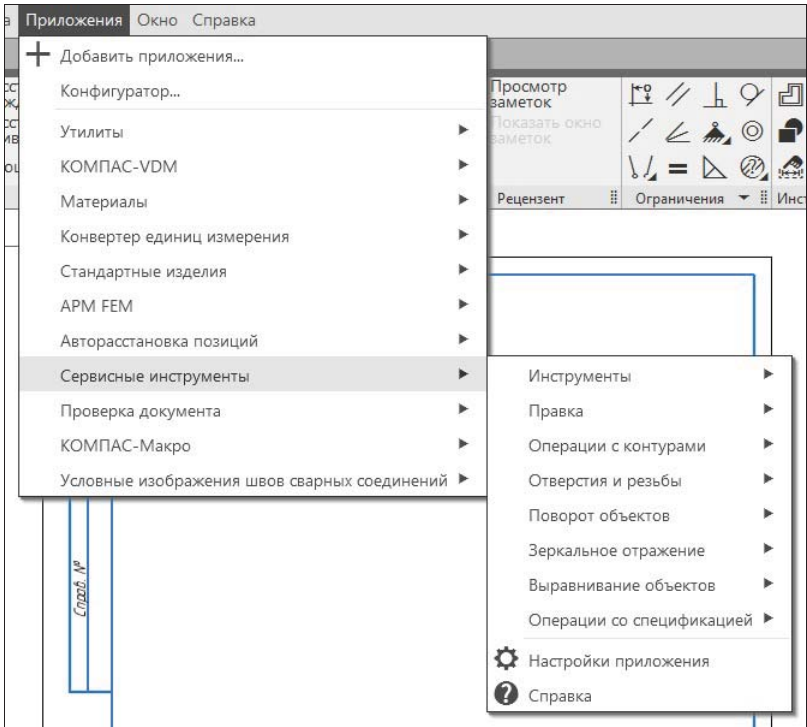 Приложения Окно Справка
Добавить приложения...
Конфигуратор...
Утилиты
КОМПАС-VDM
Материалы
Конвертер единиц измерения
Стандартные изделия
APM FEM
Авторасстановка позиций
Сервисные инструменты
Проверка документа
КОМПАС-Макро
Условные изображения швов сварных соединений
Просмотр
заметок
Показать окно
заметок
Рецензент
Ограничения
Инструменты
Правка
Операции с контурами
Отверстия и резьбы
Поворот объектов
Зеркальное отражение
Выравнивание объектов
Операции со спецификацией
Настройки приложения
Справка
Справ. №